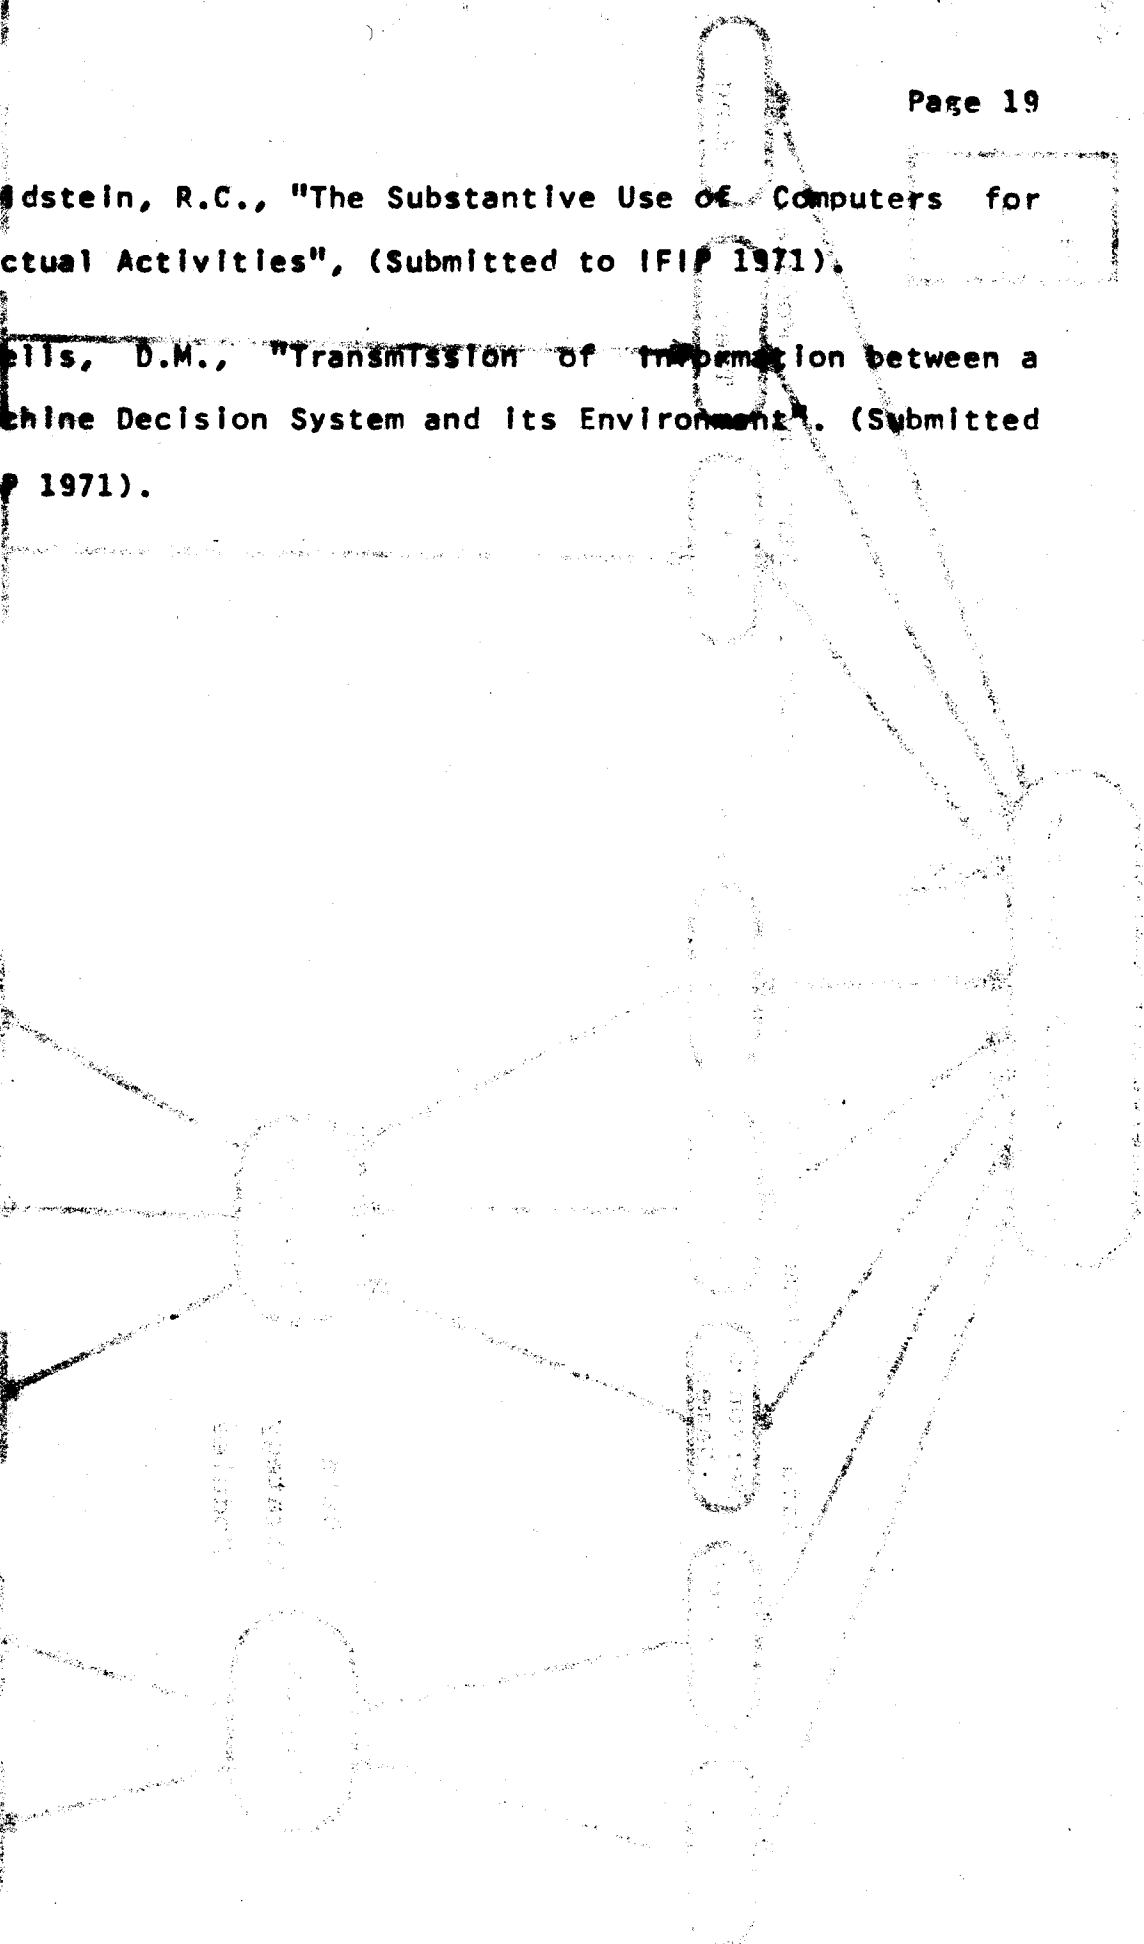 Page 19
dstein, R.C., "The Substantive Use of Computers for
ctual Activities", (Submitted to IFIP 1971).
ells, D.M., "Transmission of Information between a
chine Decision System and its Environment". (Submitted
P 1971).